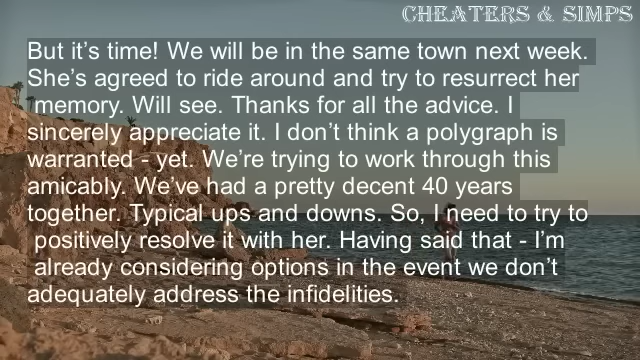 CHEATERS & SIMPS
But it's time! We will be in the same town next week.
She's agreed to ride around and try to resurrect her
memory. Will see. Thanks for all the advice. I
sincerely appreciate it. I don't think a polygraph is
warranted - yet. We're trying to work through this
amicably. We've had a pretty decent 40 years
together. Typical ups and downs. So, I need to try to
positively resolve it with her. Having said that - I'm
already considering options in the event we don't
adequately address the infidelities.